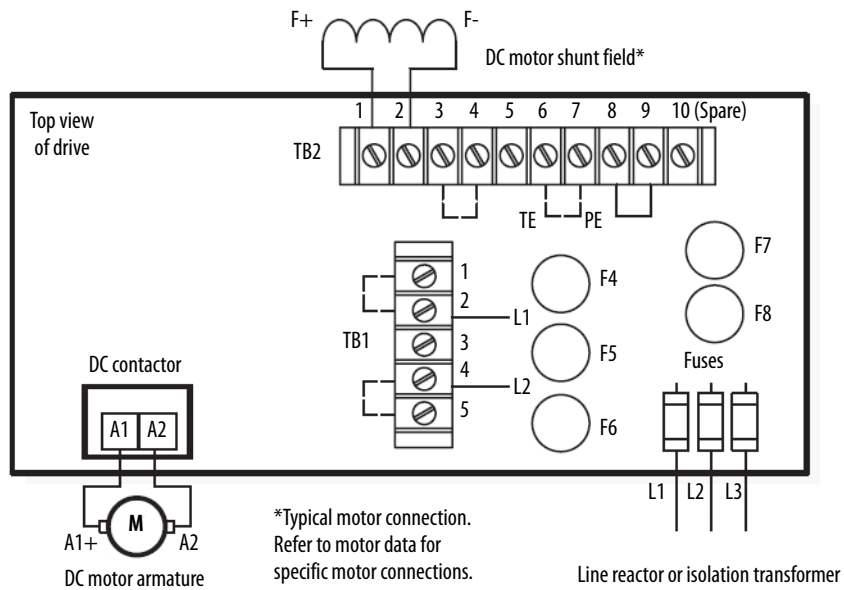 F+ F-
DC motor shunt field*
Top view
of drive
1 2 3 4 5 6 7 8 9 10 (Spare)
TB2
TE PE
F7
1
F4
2
L1
F8
TB1
3
F5
Fuses
4
L2
5
F6
DC contactor
A1 A2
L1 L2 L3
M
A1+ A2
DC motor armature
*Typical motor connection.
Refer to motor data for
specific motor connections.
Line reactor or isolation transformer